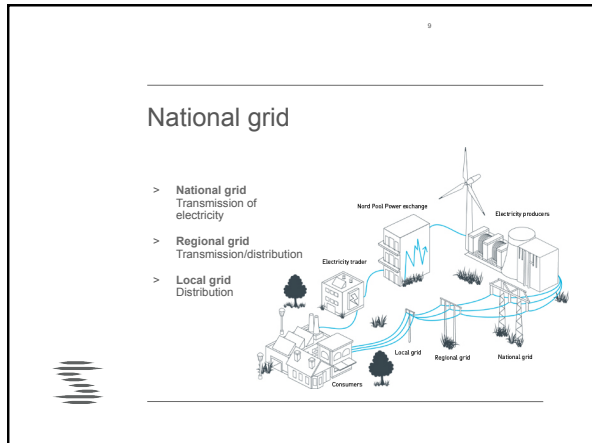 9
National grid
> National grid
Transmission of
electricity
> Regional grid
Transmission/distribution
> Local grid
Distribution
Nord Pool Power exchange
Electricity producers
Electricity trader
Local grid
Regional grid
National grid
Consumers